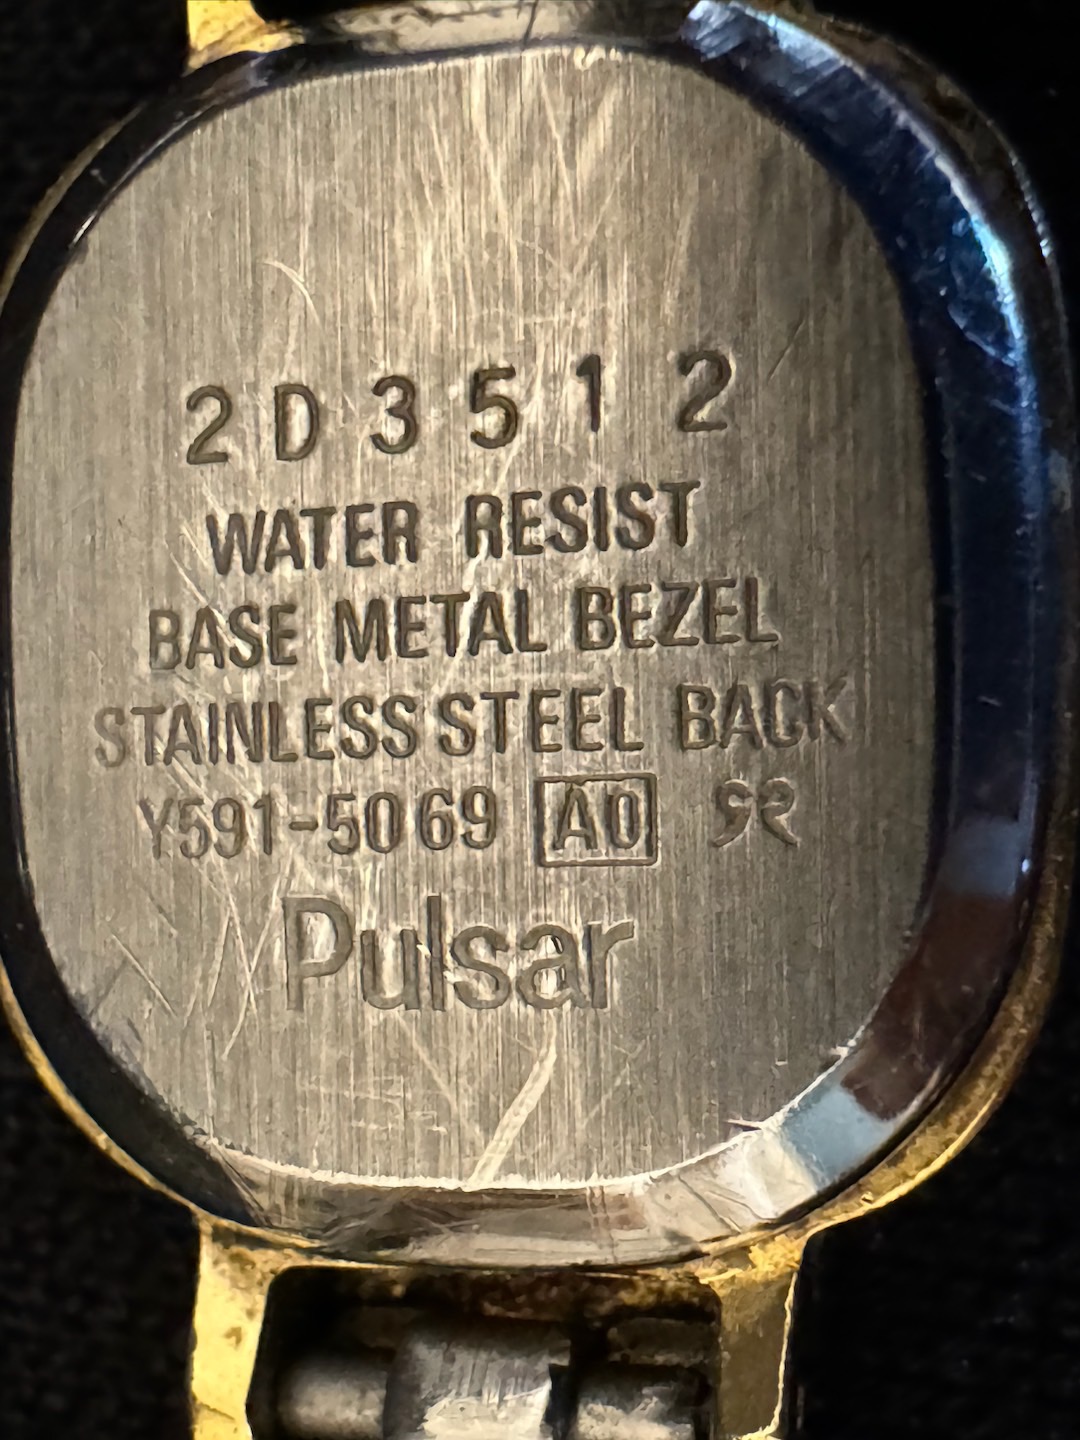 2D3512
WATER RESIST
BASE METAL BEZEL
STAINLESS STEEL BACK
Y591-5069 A0
Pulsar